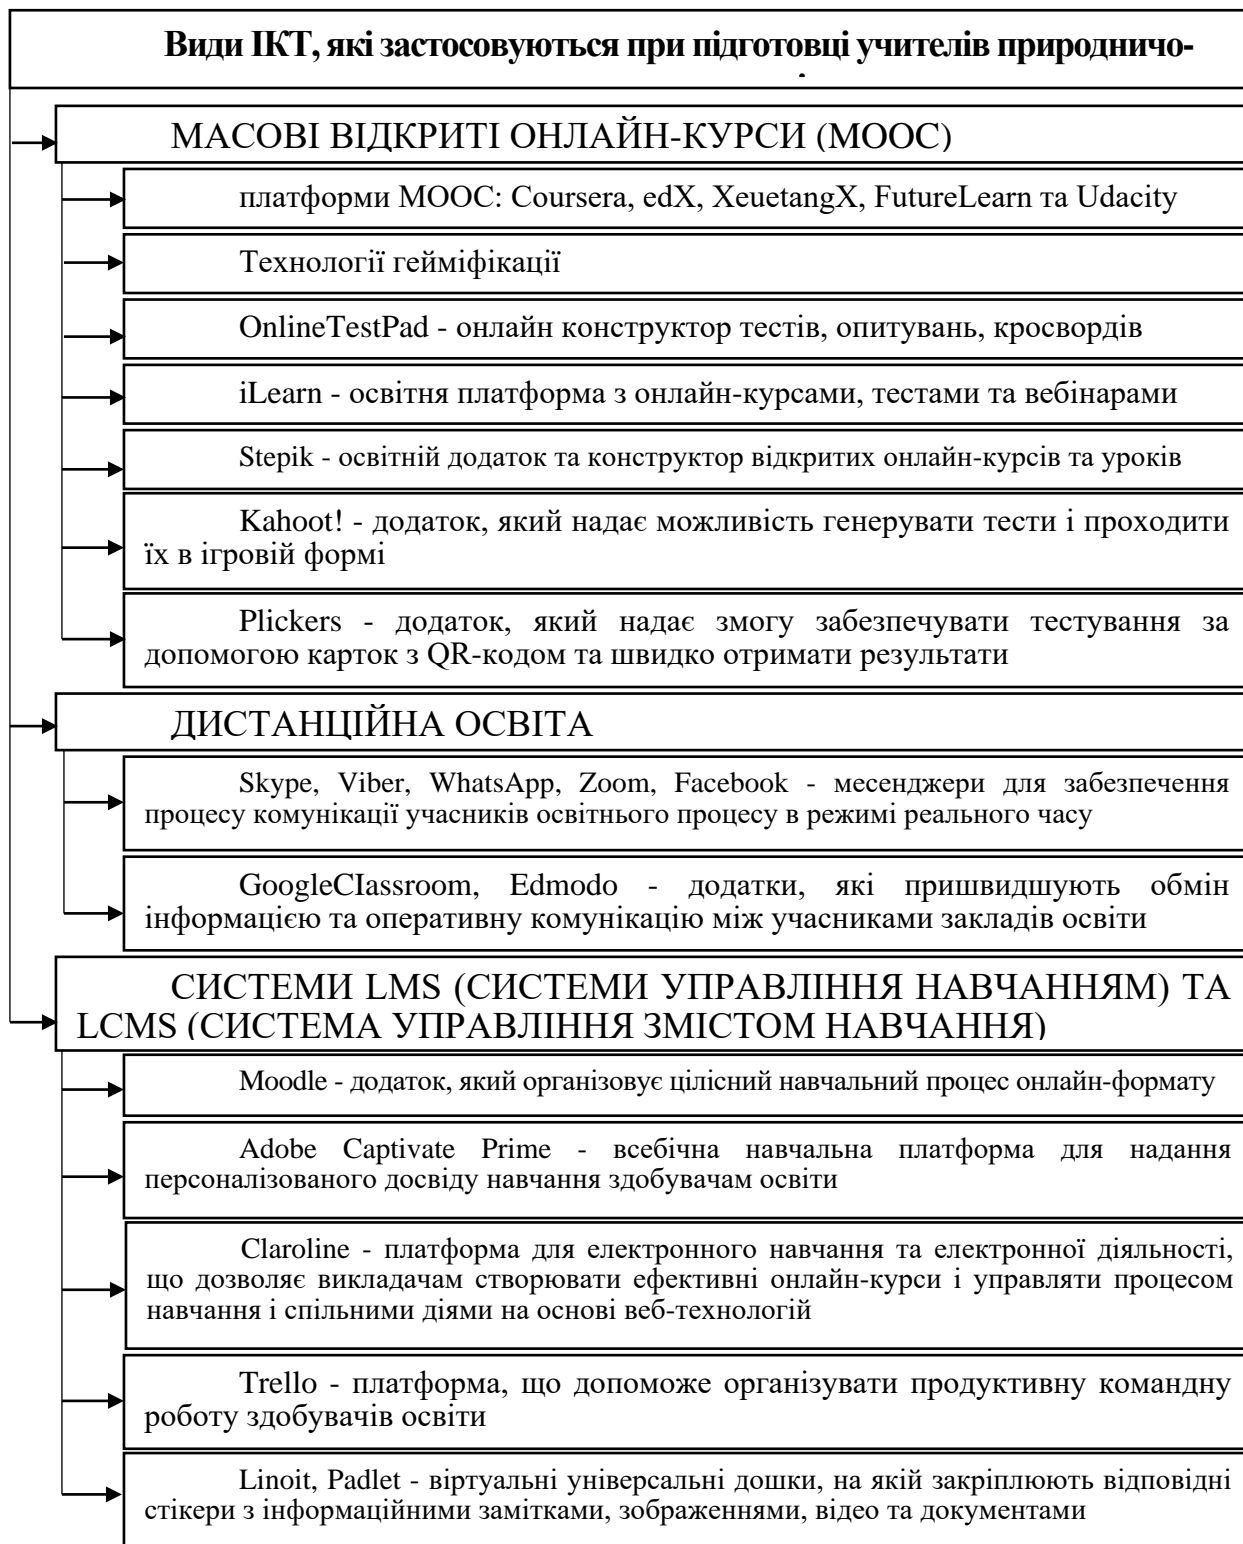 Види ІКТ, які застосовуються при підготовці учителів природничо-
МАСОВІ ВІДКРИТІ ОНЛАЙН-КУРСИ (МООС)
платформи МООС: Coursera, edX, XeuetangX, FutureLearn та Udacity
Технології гейміфікації
OnlineTestPad - онлайн конструктор тестів, опитувань, кросвордів
iLearn - освітня платформа з онлайн-курсами, тестами та вебінарами
Stepik - освітній додаток та конструктор відкритих онлайн-курсів та уроків
Kahoot! - додаток, який надає можливість генерувати тести і проходити
їх в ігровій формі
Plickers - додаток, який надає змогу забезпечувати тестування за
допомогою карток з QR-кодом та швидко отримати результати
ДИСТАНЦІЙНА ОСВІТА
Skype, Viber, WhatsApp, Zoom, Facebook - месенджери для забезпечення
процесу комунікації учасників освітнього процесу в режимі реального часу
GoogleCIassroom, Edmodo - додатки, які пришвидшують обмін
інформацією та оперативну комунікацію між учасниками закладів освіти
СИСТЕМИ LMS (СИСТЕМИ УПРАВЛІННЯ НАВЧАННЯМ) ТА
LCMS (СИСТЕМА УПРАВЛІННЯ ЗМІСТОМ НАВЧАННЯ)
Moodle - додаток, який організовує цілісний навчальний процес онлайн-формату
Adobe Captivate Prime - всебічна навчальна платформа для надання
персоналізованого досвіду навчання здобувачам освіти
Claroline - платформа для електронного навчання та електронної діяльності,
що дозволяє викладачам створювати ефективні онлайн-курси і управляти процесом
навчання і спільними діями на основі веб-технологій
Trello - платформа, що допоможе організувати продуктивну командну
роботу здобувачів освіти
Linoit, Padlet - віртуальні універсальні дошки, на якій закріплюють відповідні
стікери з інформаційними замітками, зображеннями, відео та документами